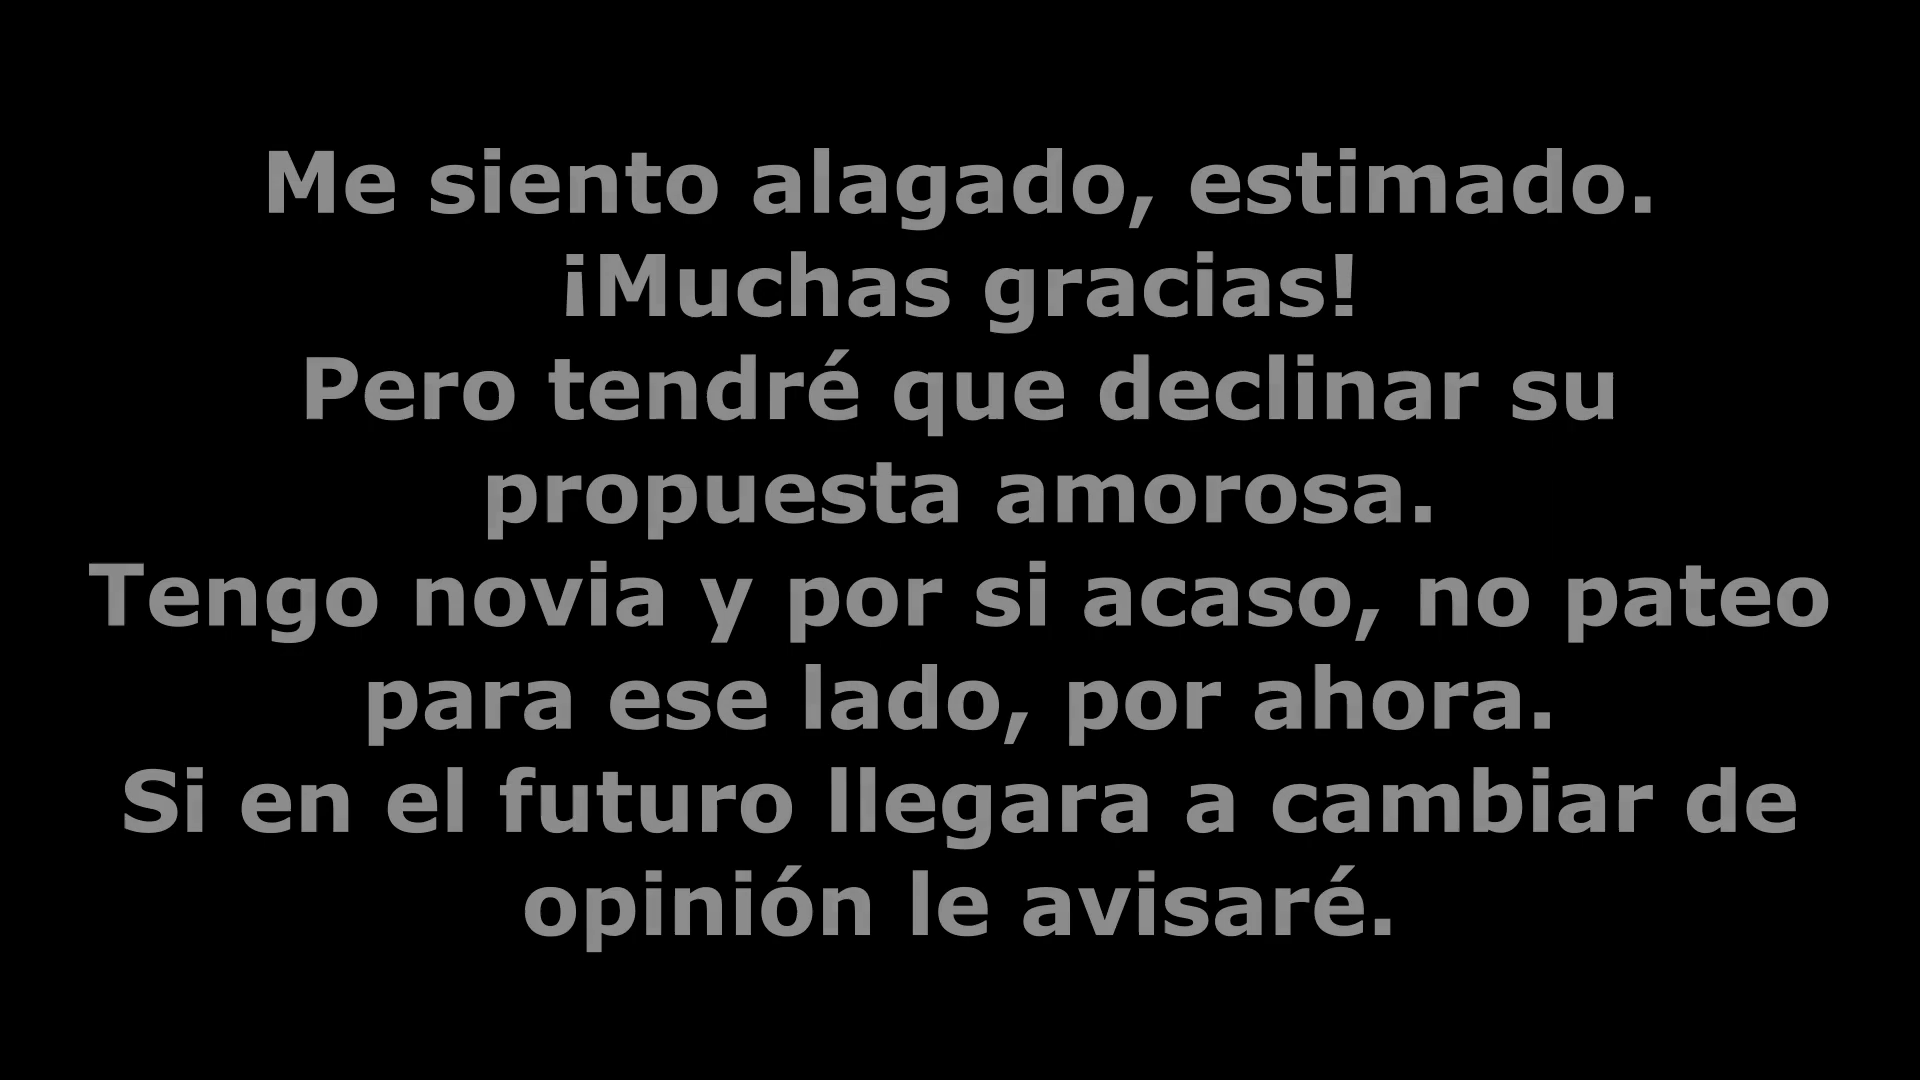 Me siento alagado, estimado.
¡Muchas gracias!
Pero tendré que declinar su
propuesta amorosa.
Tengo novia y por si acaso, no pateo
para ese lado, por ahora.
Si en el futuro llegara a cambiar de
opinión le avisaré.